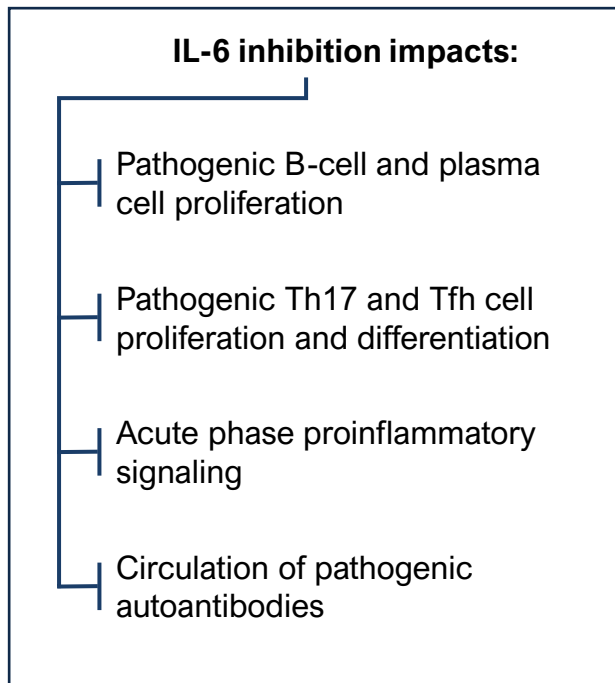 IL-6 inhibition impacts:
Pathogenic B-cell and plasma
cell proliferation
Pathogenic Th17 and Tfh cell
proliferation and differentiation
Acute phase proinflammatory
signaling
Circulation of pathogenic
autoantibodies